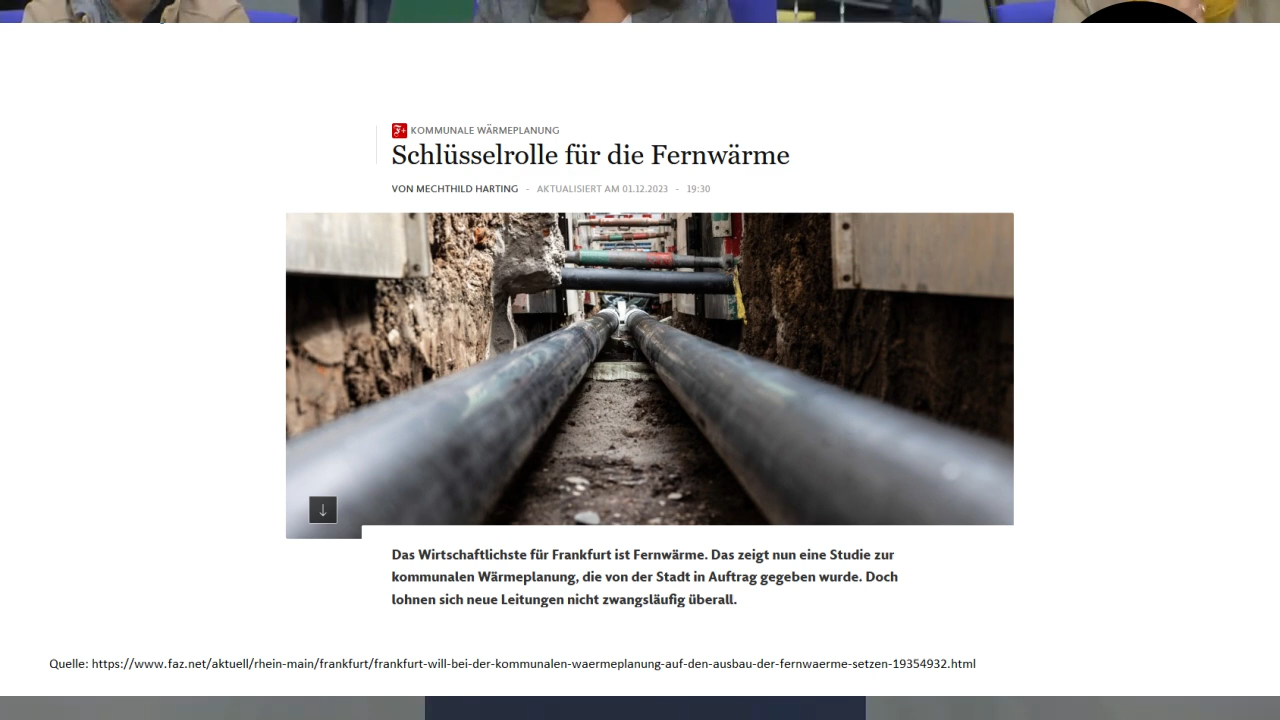 F+ KOMMUNALE WÄRMEPLANUNG
Schlüsselrolle für die Fernwärme
VON MECHTHILD HARTING - AKTUALISIERT AM 01.12.2023 - 19:30
Das Wirtschaftlichste für Frankfurt ist Fernwärme. Das zeigt nun eine Studie zur
kommunalen Wärmeplanung, die von der Stadt in Auftrag gegeben wurde. Doch
lohnen sich neue Leitungen nicht zwangsläufig überall.
Quelle: https://www.faz.net/aktuell/rhein-main/frankfurt/frankfurt-will-bei-der-kommunalen-waermeplanung-auf-den-ausbau-der-fernwaerme-setzen-19354932.html